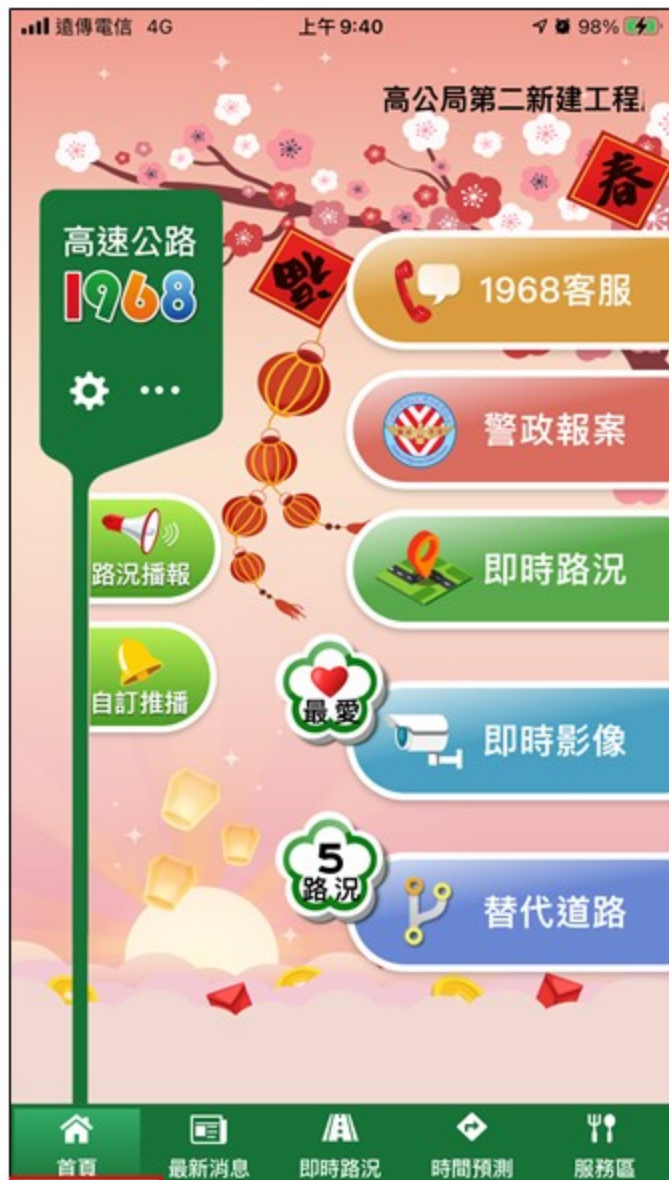 遠傳電信 4G 上午9:40 98%
高公局第二新建工程
春
福
高速公路
1968
1968客服
警政報案
路況播報
即時路況
自訂推播
最愛
即時影像
5
路況
替代道路
首頁 最新消息 即時路況 時間預測 服務區